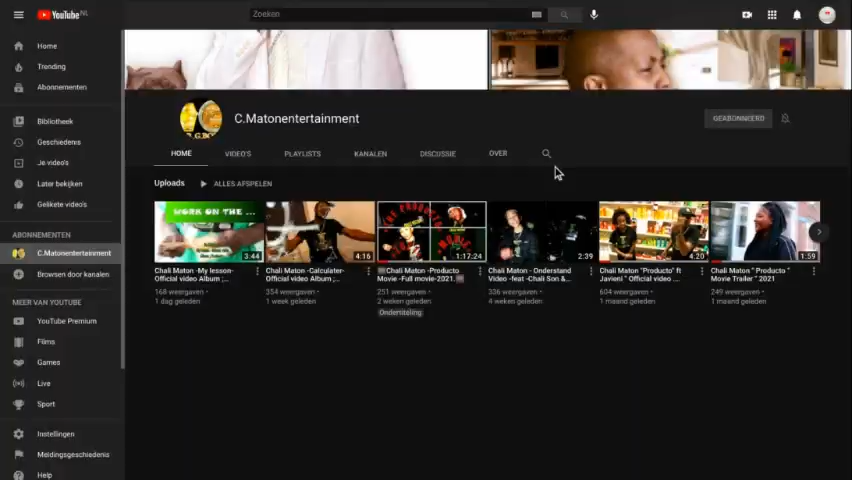 YouTube NL
Zoeken
Home
Trending
Abonnementen
Bibliotheek
Geschiedenis
Je video's
Later bekijken
Gelikete video's
ABONNEMENTEN
C.Matonentertainment
Browsen door kanalen
MEER VAN YOUTUBE
YouTube Premium
Films
Games
Live
Sport
Instellingen
Meldingsgeschiedenis
Help
C.Matonentertainment
GEABONNEERD
HOME VIDEO'S PLAYLISTS KANALEN DISCUSSIE OVER
Uploads ALLES AFSPELEN
WORK ON THE ...
3:44
4:16
1:17:24
2:39
4:20
1:59
Chali Maton -My lesson-
Official video Album ;...
168 weergaven •
1 dag geleden
Chali Maton -Calculater-
Official video Album ;...
354 weergaven •
1 week geleden
Chali Maton -Producto
Movie -Full movie-2021.
251 weergaven •
2 weken geleden
Ondertiteling
Chali Maton - Onderstand
Video -feat -Chali Son &...
336 weergaven •
4 weken geleden
Chali Maton "Producto" ft
Javieni " Official video ....
604 weergaven •
1 maand geleden
Chali Maton " Producto "
Movie Trailer " 2021
249 weergaven •
1 maand geleden